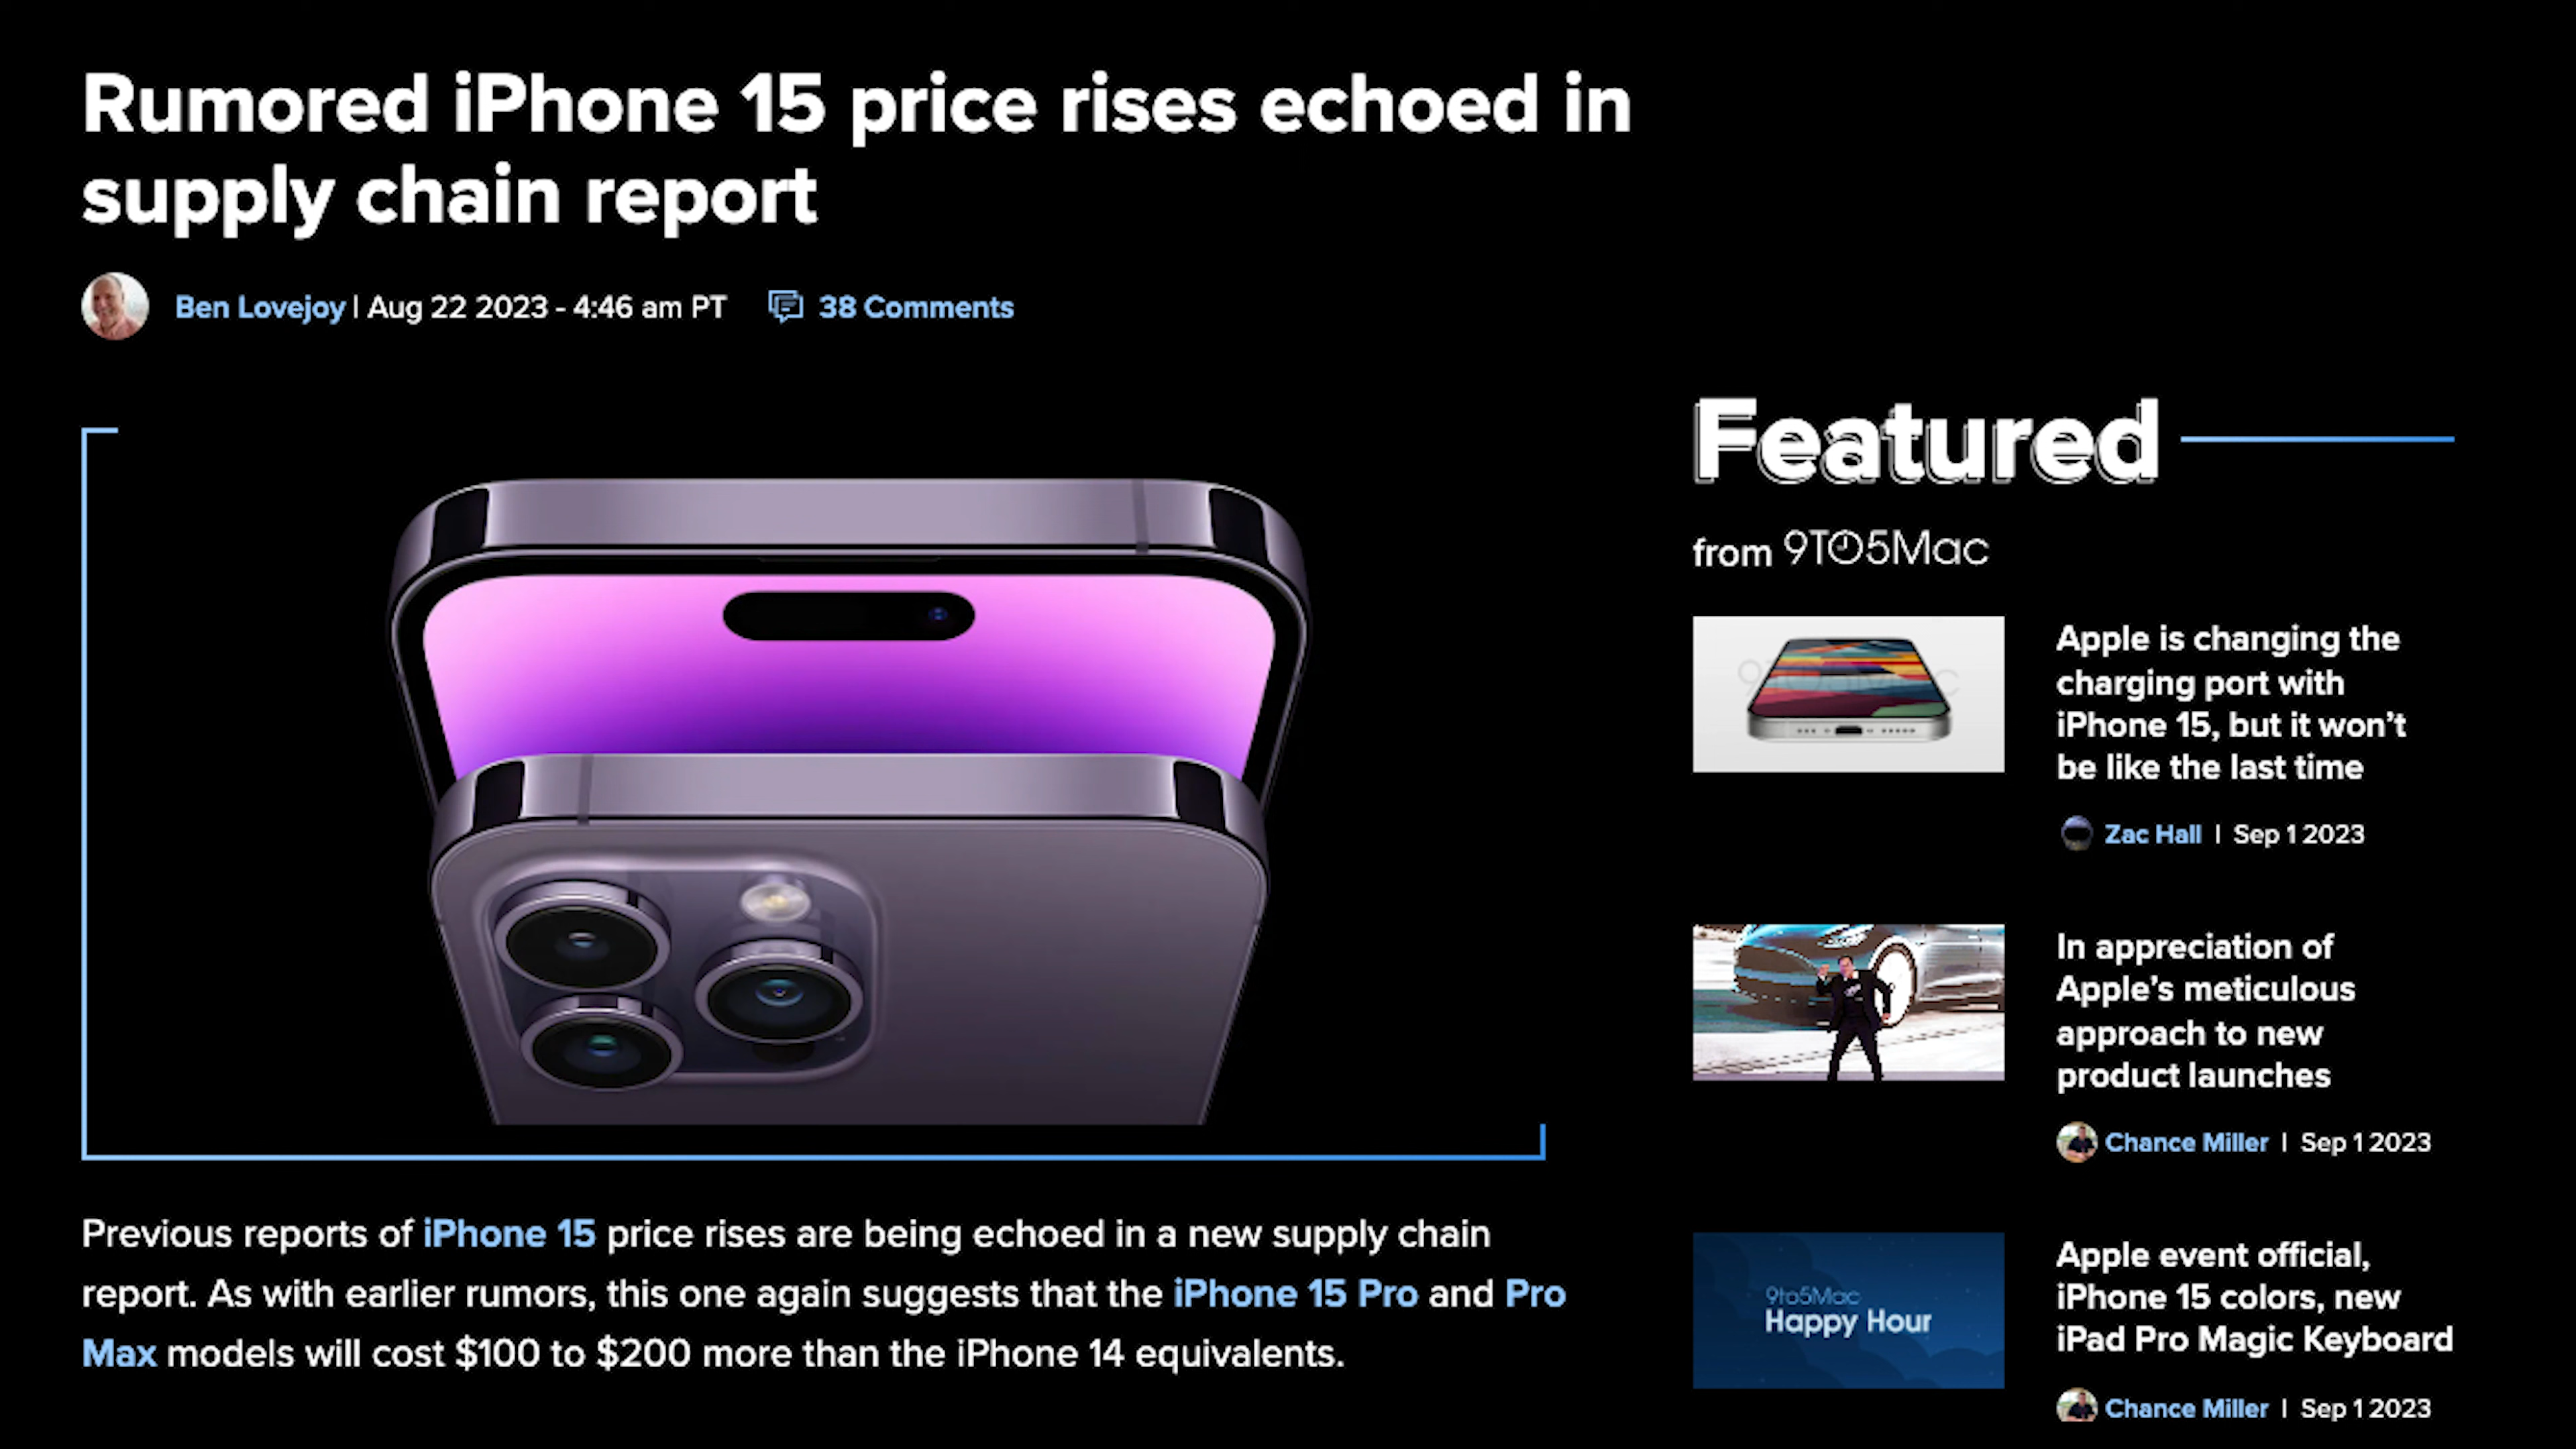 Rumored iPhone 15 price rises echoed in
supply chain report
Ben Lovejoy | Aug 22 2023 - 4:46 am PT 38 Comments
Previous reports of iPhone 15 price rises are being echoed in a new supply chain
report. As with earlier rumors, this one again suggests that the iPhone 15 Pro and Pro
Max models will cost $100 to $200 more than the iPhone 14 equivalents.
Featured
from 9TO5Mac
Apple is changing the
charging port with
iPhone 15, but it won't
be like the last time
Zac Hall | Sep 1 2023
In appreciation of
Apple's meticulous
approach to new
product launches
Chance Miller | Sep 1 2023
9to5Mac
Happy Hour
Apple event official,
iPhone 15 colors, new
iPad Pro Magic Keyboard
Chance Miller | Sep 1 2023